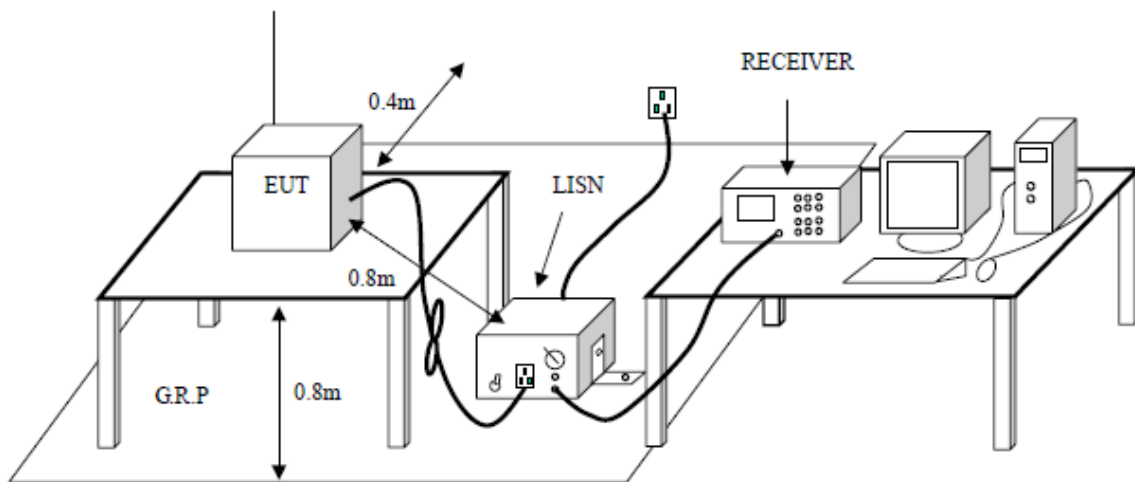 RECEIVER
0.4m
EUT
LISN
0.8m
G.R.P
0.8m